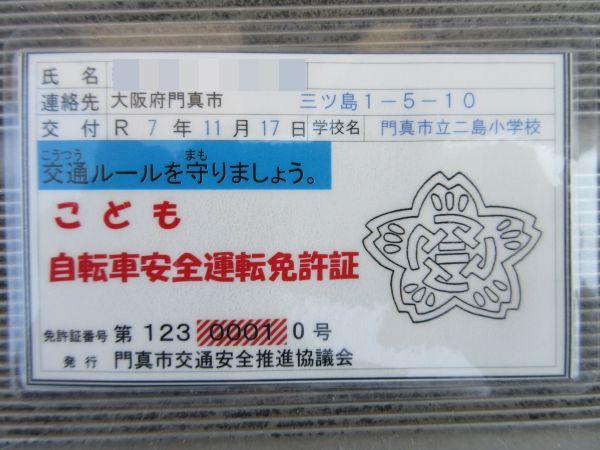 氏名
連絡先 大阪府門真市 三ツ島1-5-10
交付 R 7年11月17日 学校名 門真市立二島小学校
こうつう まも
交通ルールを守りましょう。
こども
自転車安全運転免許証
免許証番号 第 123 0001 0 号
発行 門真市交通安全推進協議会